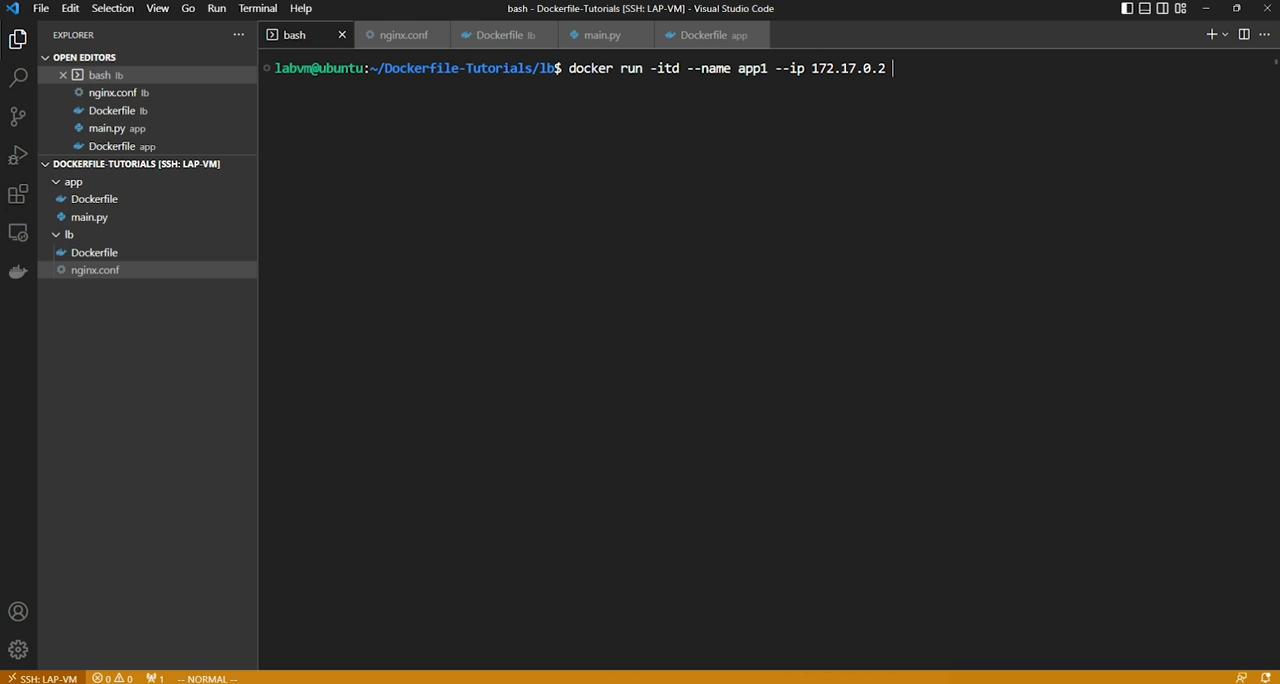 File Edit Selection View Go Run Terminal Help
bash - Dockerfile-Tutorials [SSH: LAP-VM] - Visual Studio Code
EXPLORER
OPEN EDITORS
bash lb
nginx.conf lb
Dockerfile lb
main.py app
Dockerfile app
DOCKERFILE-TUTORIALS [SSH: LAP-VM]
app
Dockerfile
main.py
lb
Dockerfile
nginx.conf
bash
nginx.conf
Dockerfile lb
main.py
Dockerfile app
labvm@ubuntu:~/Dockerfile-Tutorials/lb$ docker run -itd --name app1 --ip 172.17.0.2
SSH: LAP-VM 0 0 1 -- NORMAL --